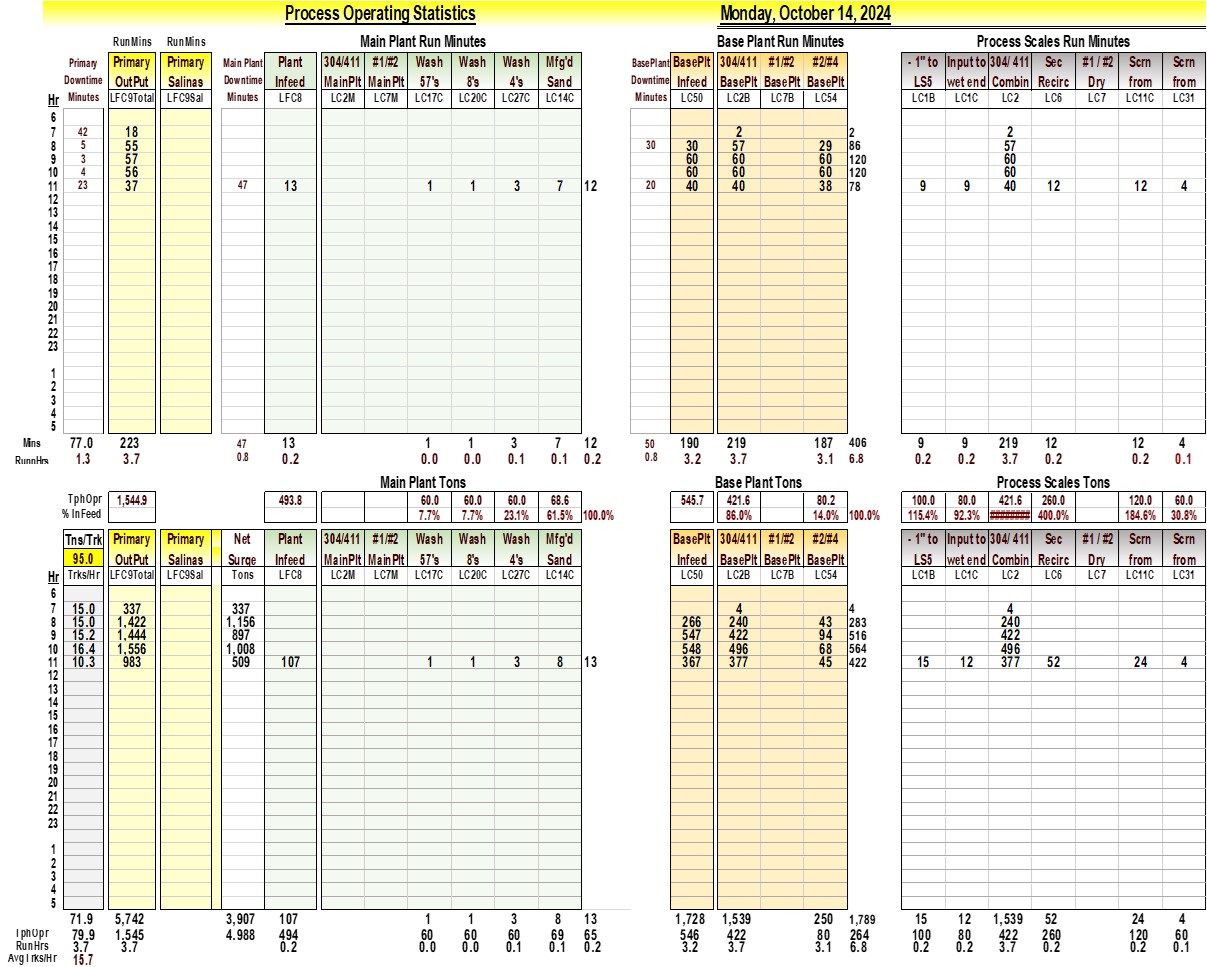 Process Operating Statistics Monday, October 14, 2024
RunMins RunMins Main Plant Run Minutes Base Plant Run Minutes Process Scales Run Minutes
Primary Primary Primary Main Plant Plant 304/411 #1/#2 Wash Wash Wash Mfg'd BasePlant BasePlt 304/411 #1/#2 #2/#4 - 1" to Input to 304/ 411 Sec #1 / #2 Scrn Scrn
Downtime OutPut Salinas Downtime Infeed MainPlt MainPlt 57's 8's 4's Sand Downtime Infeed BasePlt BasePlt BasePlt LS5 wet end Combin Recirc Dry from from
Hr Minutes LFC9Total LFC9Sal Minutes LFC8 LC2M LC7M LC17C LC20C LC27C LC14C Minutes LC50 LC2B LC7B LC54 LC1B LC1C LC2 LC6 LC7 LC11C LC31
6
7 42 18 2 2 2
8 5 55 30 30 57 29 86 57
9 3 57 60 60 60 120 60
10 4 56 60 60 60 120 60
11 23 37 47 13 1 1 3 7 12 20 40 40 38 78 9 9 40 12 12 4
12
13
14
15
16
17
18
19
20
21
22
23
1
2
3
4
5
Mins 77.0 223 47 13 1 1 3 7 12 50 190 219 187 406 9 9 219 12 12 4
RunnHrs 1.3 3.7 0.8 0.2 0.0 0.0 0.1 0.1 0.2 0.8 3.2 3.7 3.1 6.8 0.2 0.2 3.7 0.2 0.2 0.1
Main Plant Tons Base Plant Tons Process Scales Tons
TphOpr 1,544.9 493.8 60.0 60.0 60.0 68.6 545.7 421.6 80.2 100.0 80.0 421.6 260.0 120.0 60.0
% InFeed 7.7% 7.7% 23.1% 61.5% 100.0% 86.0% 14.0% 100.0% 115.4% 92.3% ######## 400.0% 184.6% 30.8%
Tns/Trk Primary Primary Net Plant 304/411 #1/#2 Wash Wash Wash Mfg'd BasePlt 304/411 #1/#2 #2/#4 - 1" to Input to 304/ 411 Sec #1 / #2 Scrn Scrn
95.0 OutPut Salinas Surge Infeed MainPlt MainPlt 57's 8's 4's Sand Infeed BasePlt BasePlt BasePlt LS5 wet end Combin Recirc Dry from from
Hr Trks/Hr LFC9Total LFC9Sal Tons LFC8 LC2M LC7M LC17C LC20C LC27C LC14C LC50 LC2B LC7B LC54 LC1B LC1C LC2 LC6 LC7 LC11C LC31
6
7 15.0 337 337 4 4 4
8 15.0 1,422 1,156 266 240 43 283 240
9 15.2 1,444 897 547 422 94 516 422
10 16.4 1,556 1,008 548 496 68 564 496
11 10.3 983 509 107 1 1 3 8 13 367 377 45 422 15 12 377 52 24 4
12
13
14
15
16
17
18
19
20
21
22
23
1
2
3
4
5
71.9 5,742 3,907 107 1 1 3 8 13 1,728 1,539 250 1,789 15 12 1,539 52 24 4
TphOpr 79.9 1,545 4.988 494 60 60 60 69 65 546 422 80 264 100 80 422 260 120 60
RunHrs 3.7 3.7 0.2 0.0 0.0 0.1 0.1 0.2 3.2 3.7 3.1 6.8 0.2 0.2 3.7 0.2 0.2 0.1
AvgTrks/Hr 15.7